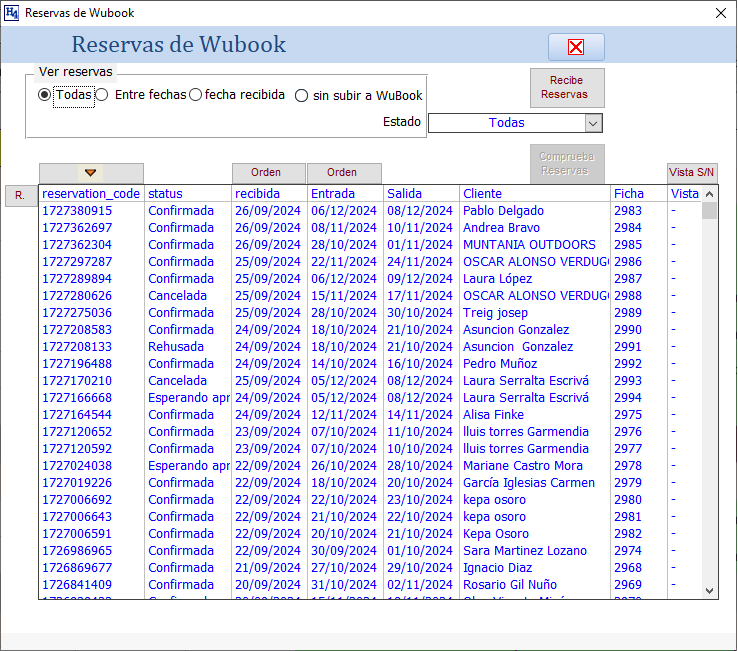 H4 Reservas de Wubook
Reservas de Wubook
Ver reservas
Todas Entre fechas fecha recibida sin subir a WuBook
Estado Todas
Recibe Reservas
Comprueba Reservas
Orden Orden Vista S/N
R. reservation_code status recibida Entrada Salida Cliente Ficha Vista
1727380915 Confirmada 26/09/2024 06/12/2024 08/12/2024 Pablo Delgado 2983 -
1727362697 Confirmada 26/09/2024 08/11/2024 10/11/2024 Andrea Bravo 2984 -
1727362304 Confirmada 26/09/2024 28/10/2024 01/11/2024 MUNTANIA OUTDOORS 2985 -
1727297287 Confirmada 25/09/2024 22/11/2024 24/11/2024 OSCAR ALONSO VERDUGO 2986 -
1727289894 Confirmada 25/09/2024 06/12/2024 09/12/2024 Laura López 2987 -
1727280626 Cancelada 25/09/2024 15/11/2024 17/11/2024 OSCAR ALONSO VERDUGO 2988 -
1727275036 Confirmada 25/09/2024 28/10/2024 30/10/2024 Treig josep 2989 -
1727208583 Confirmada 24/09/2024 18/10/2024 21/10/2024 Asuncion Gonzalez 2990 -
1727208133 Rehusada 24/09/2024 18/10/2024 21/10/2024 Asuncion Gonzalez 2991 -
1727196488 Confirmada 24/09/2024 14/10/2024 16/10/2024 Pedro Muñoz 2992 -
1727170210 Cancelada 25/09/2024 05/12/2024 08/12/2024 Laura Serralta Escrivá 2993 -
1727166668 Esperando apr 24/09/2024 05/12/2024 08/12/2024 Laura Serralta Escrivá 2994 -
1727164544 Confirmada 24/09/2024 12/11/2024 14/11/2024 Alisa Finke 2975 -
1727120652 Confirmada 23/09/2024 07/10/2024 11/10/2024 lluis torres Garmendia 2976 -
1727120592 Confirmada 23/09/2024 07/10/2024 10/10/2024 lluis torres Garmendia 2977 -
1727024038 Esperando apr 22/09/2024 26/10/2024 28/10/2024 Mariane Castro Mora 2978 -
1727019226 Confirmada 22/09/2024 18/10/2024 20/10/2024 García Iglesias Carmen 2979 -
1727006692 Confirmada 22/09/2024 22/10/2024 23/10/2024 kepa osoro 2980 -
1727006643 Confirmada 22/09/2024 21/10/2024 22/10/2024 kepa osoro 2981 -
1727006591 Confirmada 22/09/2024 20/10/2024 21/10/2024 Kepa Osoro 2982 -
1726986965 Confirmada 22/09/2024 30/09/2024 01/10/2024 Sara Martinez Lozano 2974 -
1726869677 Confirmada 21/09/2024 27/10/2024 29/10/2024 Ignacio Diaz 2968 -
1726841409 Confirmada 20/09/2024 31/10/2024 02/11/2024 Rosario Gil Nuño 2969 -